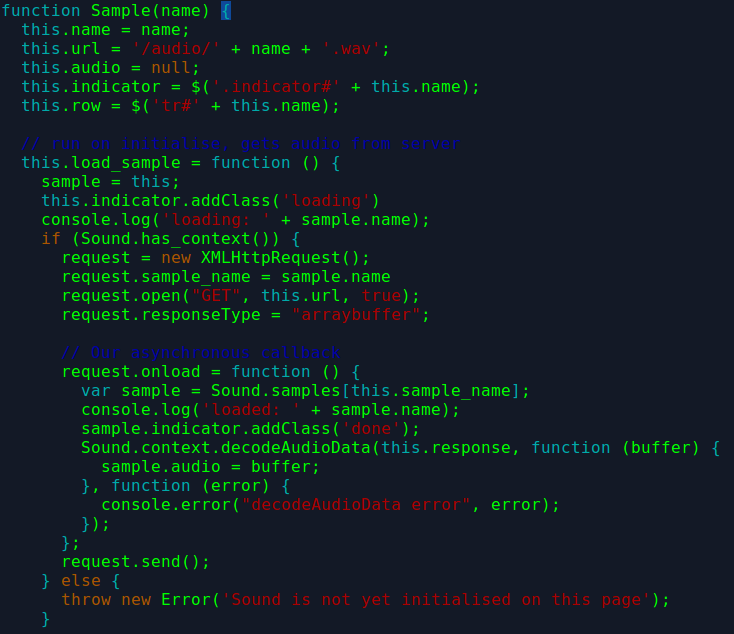 function Sample(name) {
  this.name = name;
  this.url = '/audio/' + name + '.wav';
  this.audio = null;
  this.indicator = $('.indicator#' + this.name);
  this.row = $('tr#' + this.name);

  // run on initialise, gets audio from server
  this.load_sample = function () {
    sample = this;
    this.indicator.addClass('loading')
    console.log('loading: ' + sample.name);
    if (Sound.has_context()) {
      request = new XMLHttpRequest();
      request.sample_name = sample.name
      request.open("GET", this.url, true);
      request.responseType = "arraybuffer";

      // Our asynchronous callback
      request.onload = function () {
        var sample = Sound.samples[this.sample_name];
        console.log('loaded: ' + sample.name);
        sample.indicator.addClass('done');
        Sound.context.decodeAudioData(this.response, function (buffer) {
          sample.audio = buffer;
        }, function (error) {
          console.error("decodeAudioData error", error);
        });
      };
      request.send();
    } else {
      throw new Error('Sound is not yet initialised on this page');
    }